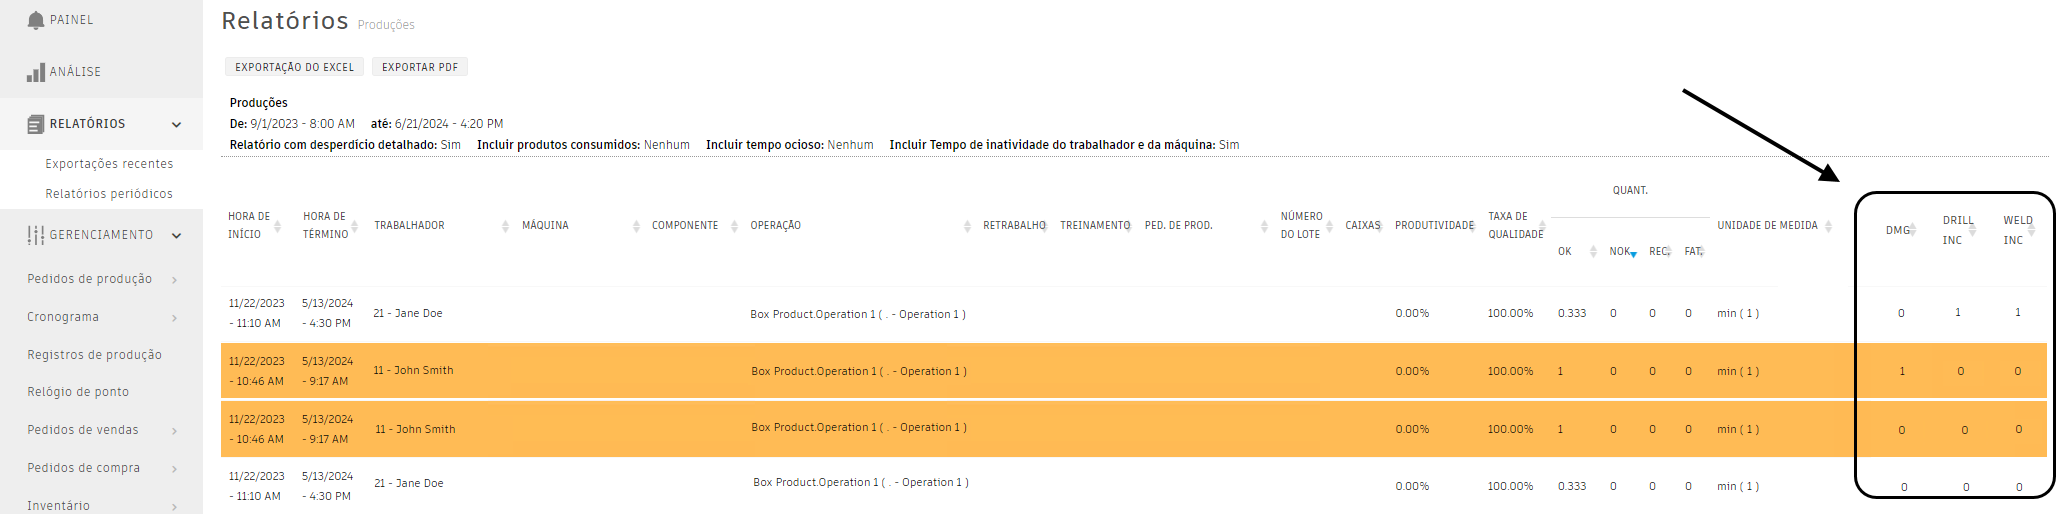 PAINEL
ANÁLISE
RELATÓRIOS
Exportações recentes
Relatórios periódicos
GERENCIAMENTO
Pedidos de produção
Cronograma
Registros de produção
Relógio de ponto
Pedidos de vendas
Pedidos de compra
Inventário
Relatórios Produções
EXPORTAÇÃO DO EXCEL EXPORTAR PDF
Produções
De: 9/1/2023 - 8:00 AM até: 6/21/2024 - 4:20 PM
Relatório com desperdício detalhado: Sim Incluir produtos consumidos: Nenhum Incluir tempo ocioso: Nenhum Incluir Tempo de inatividade do trabalhador e da máquina: Sim
HORA DE INÍCIO HORA DE TÉRMINO TRABALHADOR MÁQUINA COMPONENTE OPERAÇÃO RETRABALHO TREINAMENTO PED. DE PROD. NÚMERO DO LOTE CAIXAS PRODUTIVIDADE TAXA DE QUALIDADE QUANT. OK NOK REC. FAT. UNIDADE DE MEDIDA DMG DRILL INC WELD INC
11/22/2023 - 11:10 AM 5/13/2024 - 4:30 PM 21 - Jane Doe Box Product.Operation 1 ( . - Operation 1 ) 0.00% 100.00% 0.333 0 0 0 min ( 1 ) 0 1 1
11/22/2023 - 10:46 AM 5/13/2024 - 9:17 AM 11 - John Smith Box Product.Operation 1 ( . - Operation 1 ) 0.00% 100.00% 1 0 0 0 min ( 1 ) 1 0 0
11/22/2023 - 10:46 AM 5/13/2024 - 9:17 AM 11 - John Smith Box Product.Operation 1 ( . - Operation 1 ) 0.00% 100.00% 1 0 0 0 min ( 1 ) 0 0 0
11/22/2023 - 11:10 AM 5/13/2024 - 4:30 PM 21 - Jane Doe Box Product.Operation 1 ( . - Operation 1 ) 0.00% 100.00% 0.333 0 0 0 min ( 1 ) 0 0 0